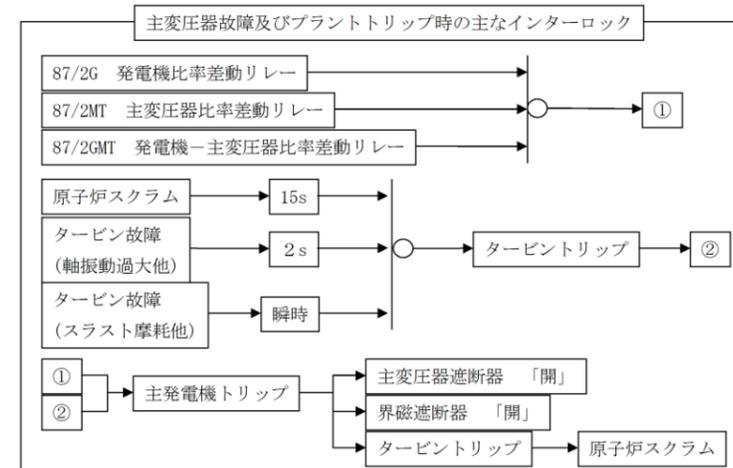 主変圧器故障及びプラントトリップ時の主なインターロック
87/2G　発電機比率差動リレー
87/2MT　主変圧器比率差動リレー
①
87/2GMT　発電機－主変圧器比率差動リレー
原子炉スクラム
15s
タービン故障
(軸振動過大他)
2s
タービントリップ
②
タービン故障
(スラスト摩耗他)
瞬時
①
②
主発電機トリップ
主変圧器遮断器　「開」
界磁遮断器　「開」
タービントリップ
原子炉スクラム